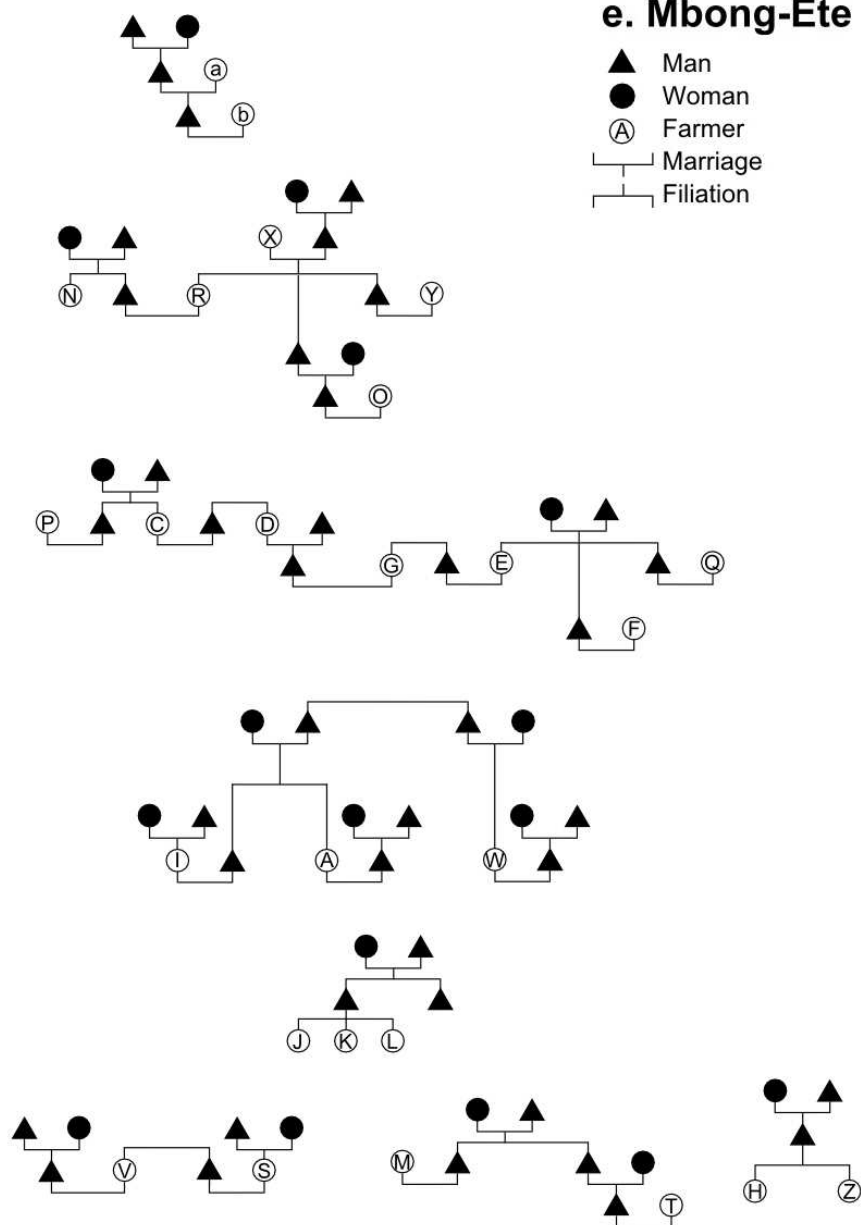 e. Mbong-Ete
Man
Woman
A Farmer
Marriage
Filiation
a
b
X
N R Y
O
P C D
G E Q
F
I A W
J K L
V S M
H Z
T